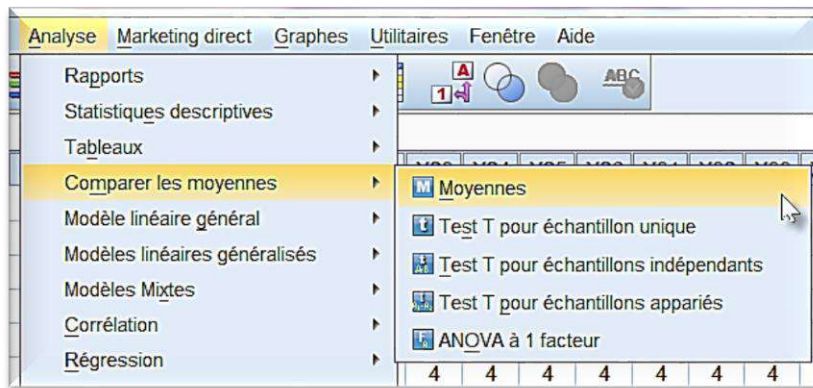 Analyse Marketing direct Graphes Utilitaires Fenêtre Aide
A
1
ABC
Rapports
Statistiques descriptives
Tableaux
Comparer les moyennes
Modèle linéaire général
Modèles linéaires généralisés
Modèles Mixtes
Corrélation
Régression
M Moyennes
t Test T pour échantillon unique
Test T pour échantillons indépendants
Test T pour échantillons appariés
ANOVA à 1 facteur
4 4 4 4 4 4 4